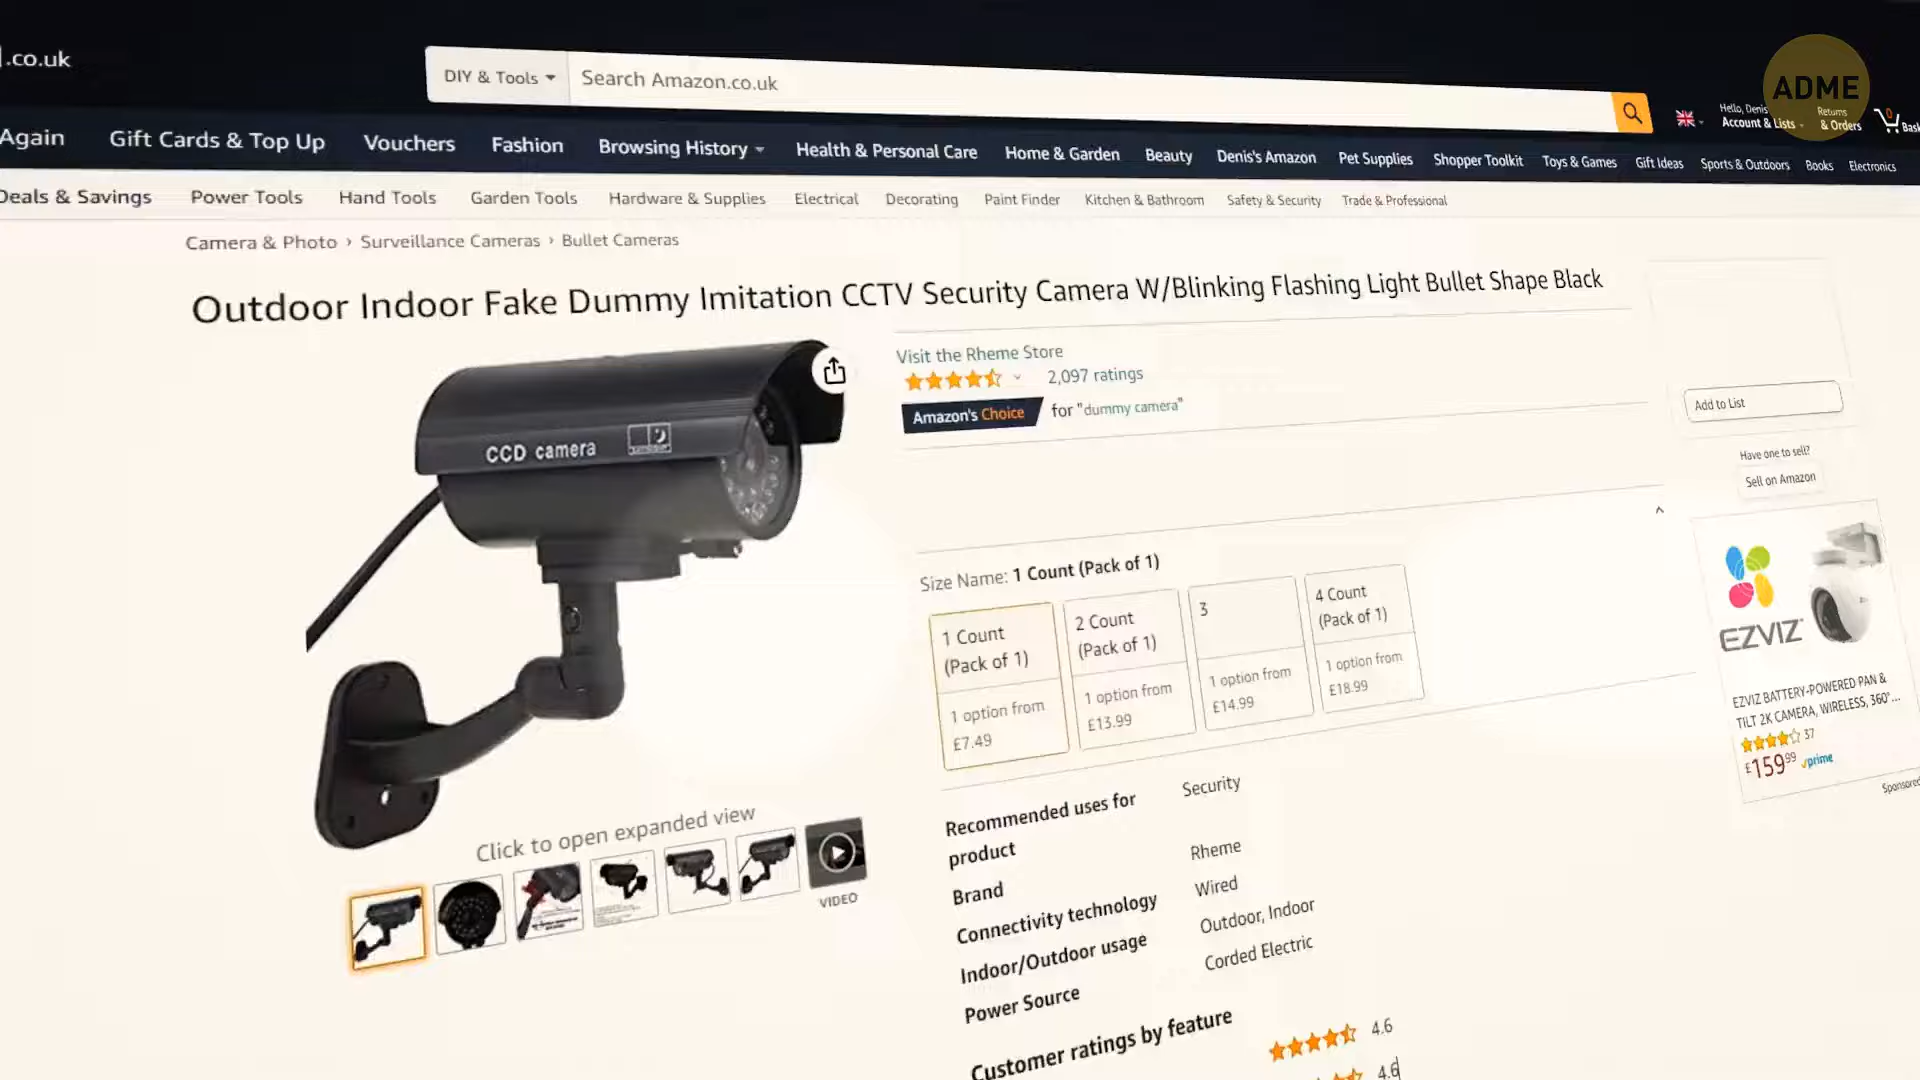 .co.uk
DIY & Tools
Search Amazon.co.uk
ADME
Hello, Denis
Account & Lists
Returns
& Orders
0
Again
Gift Cards & Top Up
Vouchers
Fashion
Browsing History
Health & Personal Care
Home & Garden
Beauty
Denis's Amazon
Pet Supplies
Shopper Toolkit
Toys & Games
Gift Ideas
Sports & Outdoors
Books
Electronics
Deals & Savings
Power Tools
Hand Tools
Garden Tools
Hardware & Supplies
Electrical
Decorating
Paint Finder
Kitchen & Bathroom
Safety & Security
Trade & Professional
Camera & Photo › Surveillance Cameras › Bullet Cameras
Outdoor Indoor Fake Dummy Imitation CCTV Security Camera W/Blinking Flashing Light Bullet Shape Black
CCD camera
Visit the Rheme Store
2,097 ratings
Amazon's Choice for "dummy camera"
Size Name: 1 Count (Pack of 1)
1 Count
(Pack of 1)
1 option from
£7.49
2 Count
(Pack of 1)
1 option from
£13.99
3
1 option from
£14.99
4 Count
(Pack of 1)
1 option from
£18.99
Click to open expanded view
VIDEO
Recommended uses for
product
Security
Brand
Rheme
Connectivity technology
Wired
Indoor/Outdoor usage
Outdoor, Indoor
Power Source
Corded Electric
Customer ratings by feature
4.6
4.6
Add to List
Have one to sell?
Sell on Amazon
EZVIZ
EZVIZ BATTERY-POWERED PAN &
TILT 2K CAMERA, WIRELESS, 360°...
37
£159.99 prime
Sponsored